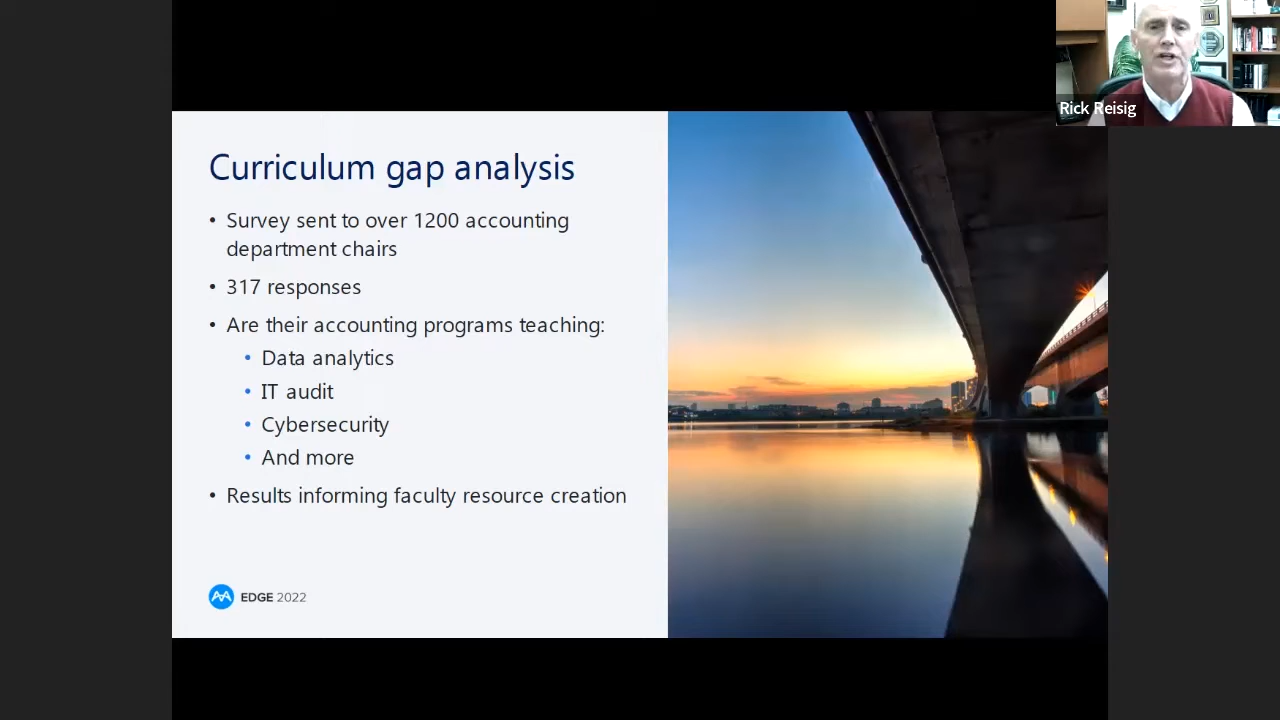 Rick Reisig
Curriculum gap analysis
• Survey sent to over 1200 accounting
department chairs
• 317 responses
• Are their accounting programs teaching:
• Data analytics
• IT audit
• Cybersecurity
• And more
• Results informing faculty resource creation
EDGE 2022